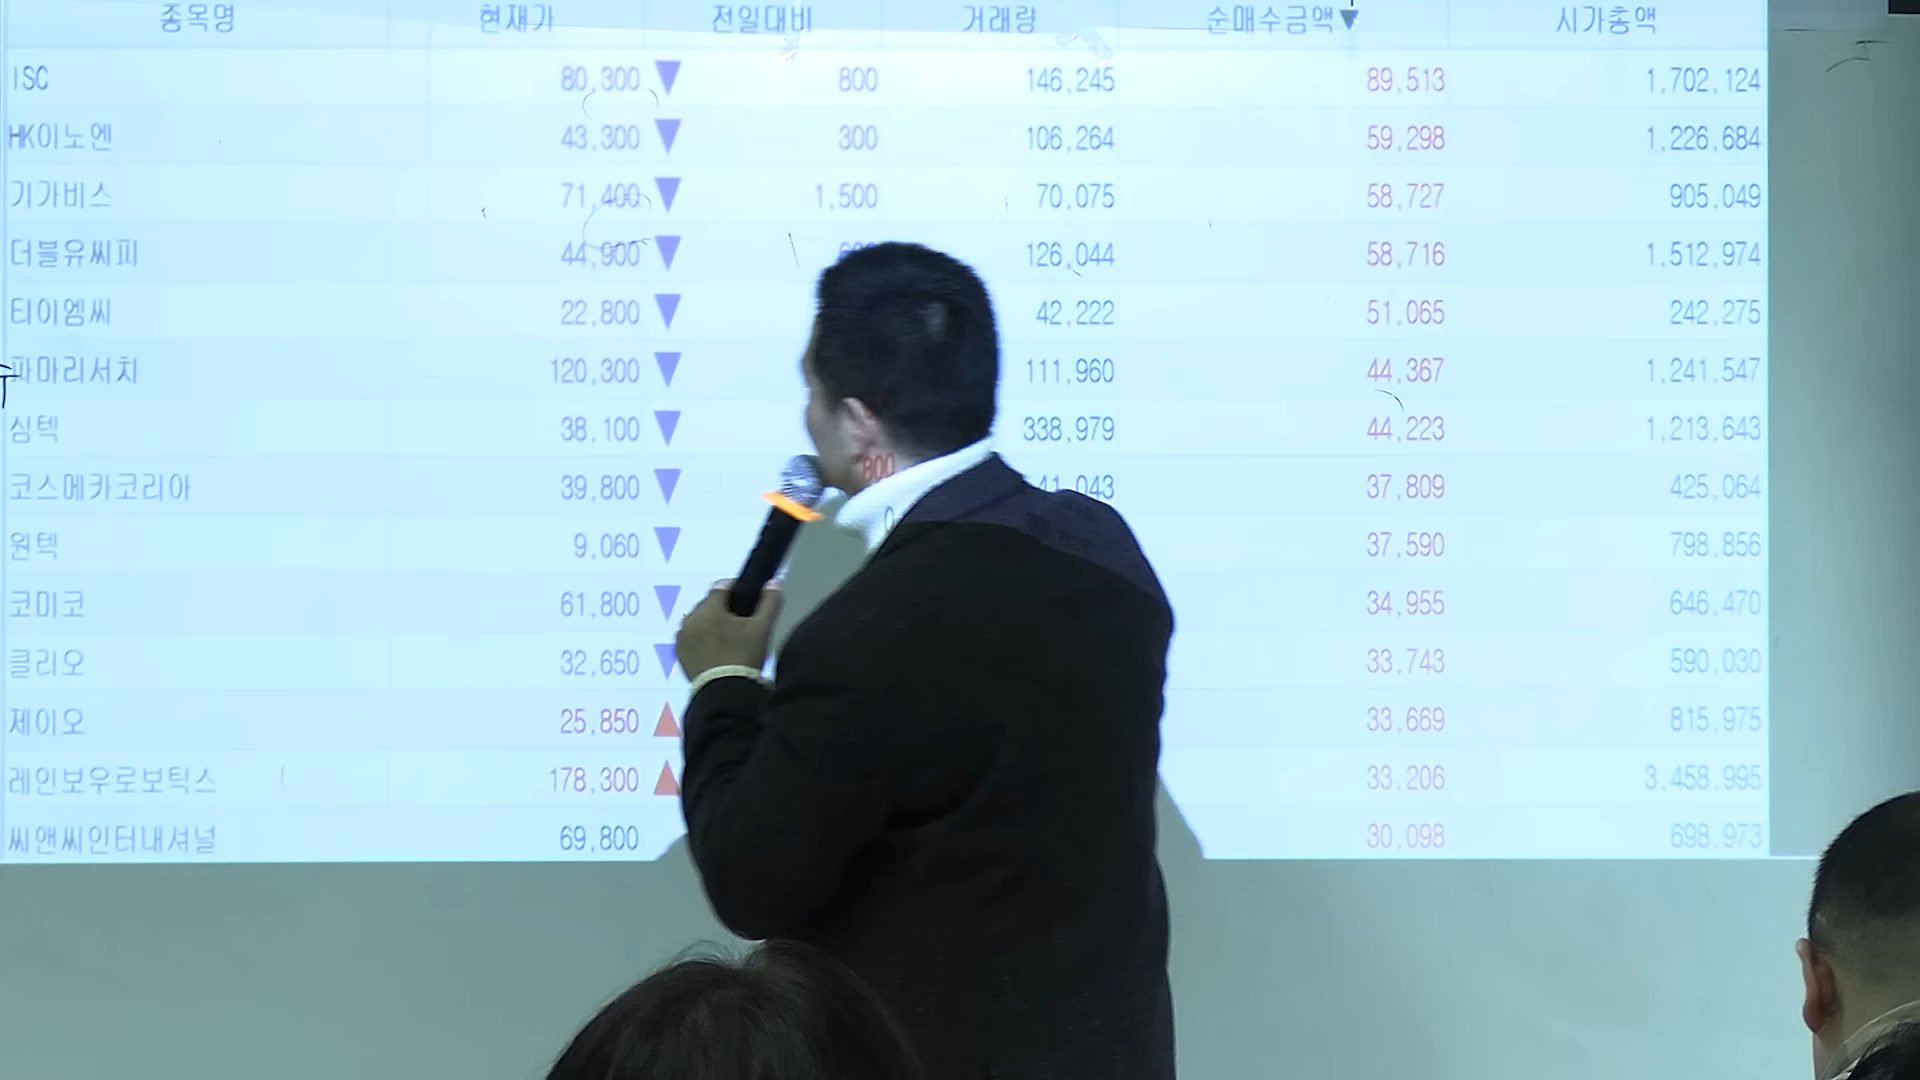 종목명 현재가 전일대비 거래량 순매수금액▼ 시가총액
ISC 80,300 ▼ 800 146,245 89,513 1,702,124
HK이노엔 43,300 ▼ 300 106,264 59,298 1,226,684
기가비스 71,400 ▼ 1,500 70,075 58,727 905,049
더블유씨피 44,900 ▼ 126,044 58,716 1,512,974
티이엠씨 22,800 ▼ 42,222 51,065 242,275
파마리서치 120,300 ▼ 111,960 44,367 1,241,547
심텍 38,100 ▼ 338,979 44,223 1,213,643
코스메카코리아 39,800 ▼ 41,043 37,809 425,064
원텍 9,060 ▼ 37,590 798,856
코미코 61,800 ▼ 34,955 646,470
클리오 32,650 ▼ 33,743 590,030
제이오 25,850 ▲ 800 33,669 815,975
레인보우로보틱스 178,300 ▲ 33,206 3,458,995
씨앤씨인터내셔널 69,800 30,098 698,973